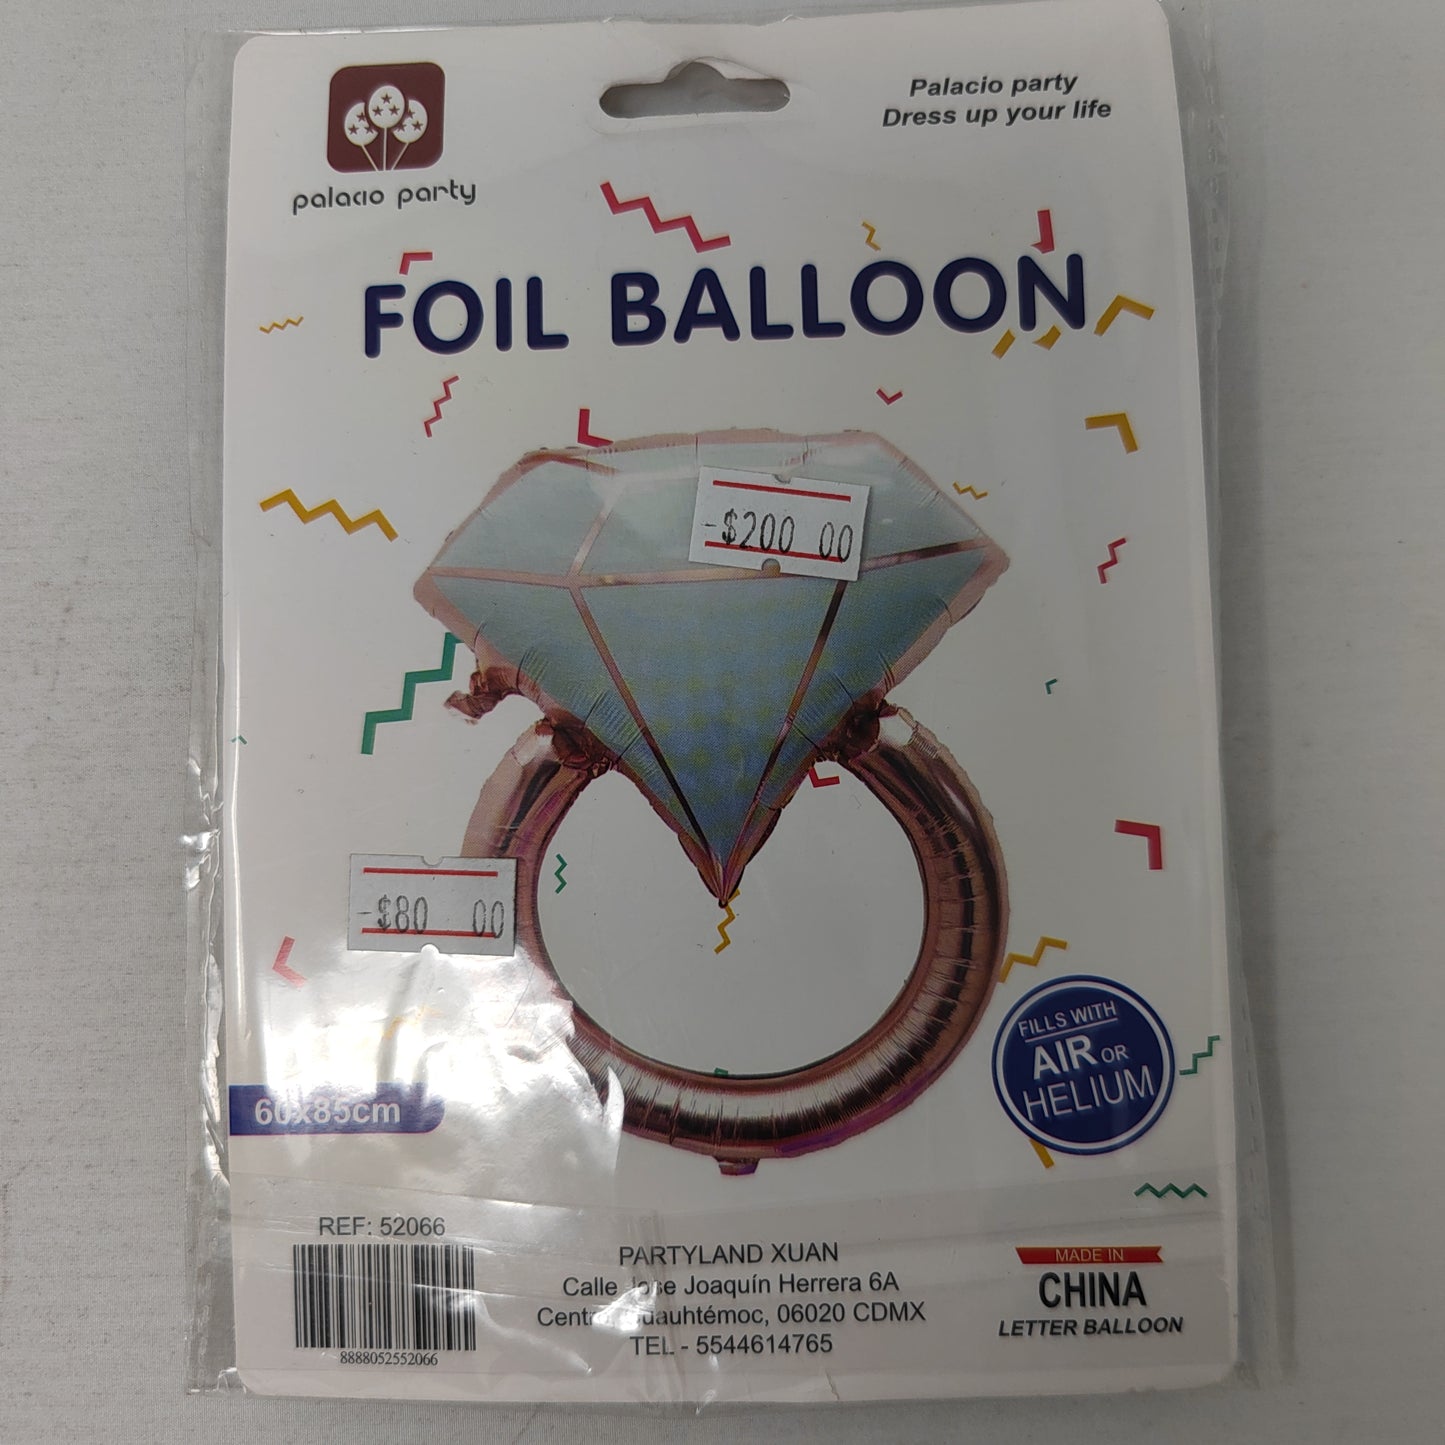 palacio party
Palacio party
Dress up your life
FOIL BALLOON
-$200 00
-$80 00
FILLS WITH
AIR OR
HELIUM
60x85cm
REF: 52066
8888052552066
PARTYLAND XUAN
Calle Jose Joaquín Herrera 6A
Cuauhtémoc, 06020 CDMX
TEL - 5544614765
MADE IN
CHINA
LETTER BALLOON